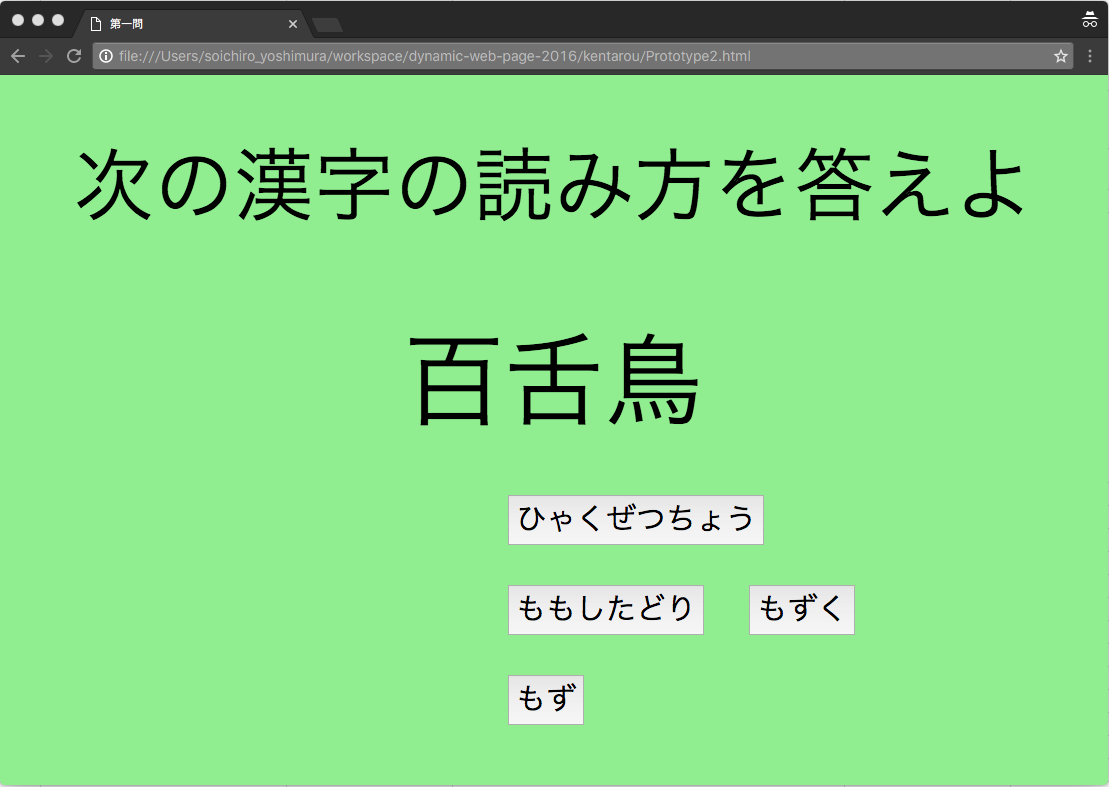 第一問
file:///Users/soichiro_yoshimura/workspace/dynamic-web-page-2016/kentarou/Prototype2.html
次の漢字の読み方を答えよ
百舌鳥
ひゃくぜつちょう
ももしたどり もずく
もず